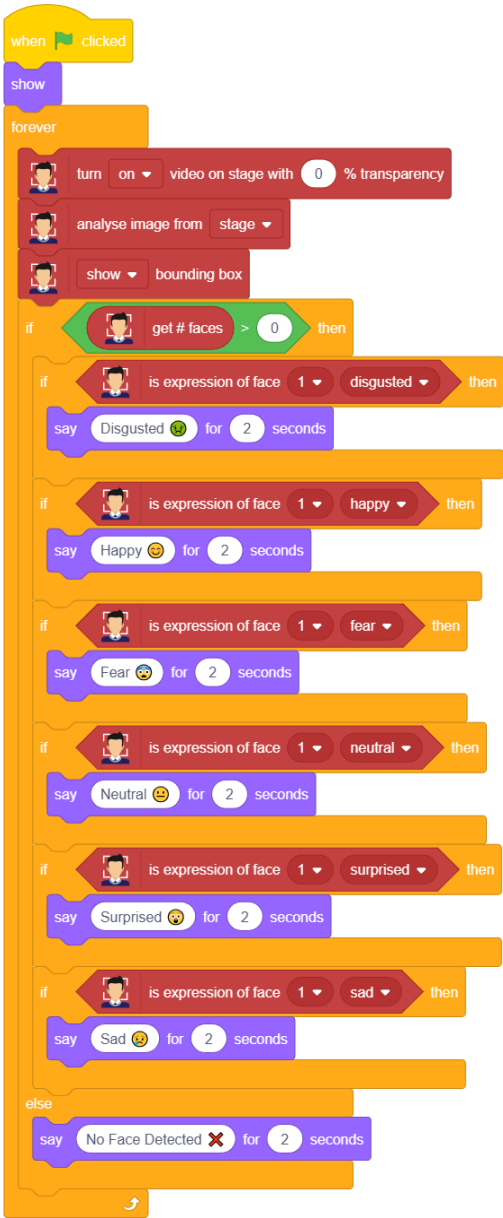 when clicked
show
forever
turn on video on stage with 0 % transparency
analyse image from stage
show bounding box
if get # faces > 0 then
if is expression of face 1 disgusted then
say Disgusted 🤢 for 2 seconds
if is expression of face 1 happy then
say Happy 😊 for 2 seconds
if is expression of face 1 fear then
say Fear 😨 for 2 seconds
if is expression of face 1 neutral then
say Neutral 😐 for 2 seconds
if is expression of face 1 surprised then
say Surprised 😲 for 2 seconds
if is expression of face 1 sad then
say Sad 😢 for 2 seconds
else
say No Face Detected ❌ for 2 seconds